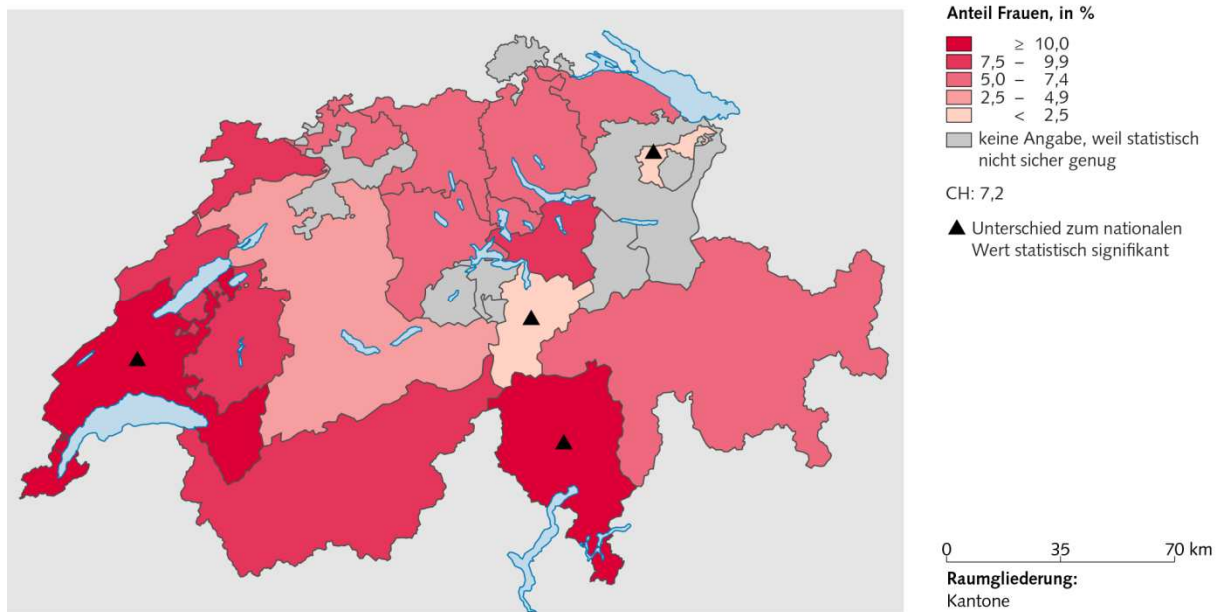 Anteil Frauen, in %
≥ 10,0
7,5 – 9,9
5,0 – 7,4
2,5 – 4,9
< 2,5
keine Angabe, weil statistisch
nicht sicher genug
CH: 7,2
Unterschied zum nationalen
Wert statistisch signifikant
0 35 70 km
Raumgliederung:
Kantone